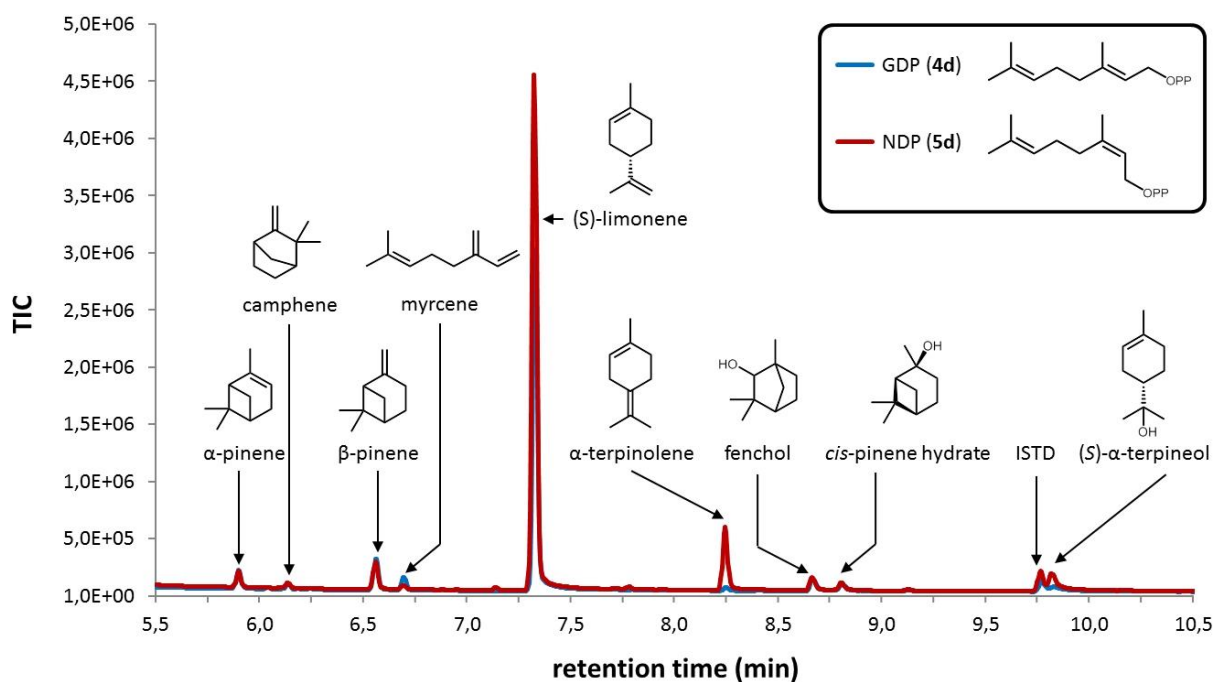 5,0E+06
4,5E+06
4,0E+06
3,5E+06
3,0E+06
2,5E+06
2,0E+06
1,5E+06
1,0E+06
5,0E+05
1,0E+00
TIC
5,5
6,0
6,5
7,0
7,5
8,0
8,5
9,0
9,5
10,0
10,5
retention time (min)
GDP (4d)
OPP
NDP (5d)
OPP
α-pinene
camphene
β-pinene
myrcene
(S)-limonene
α-terpinolene
HO
fenchol
OH
cis-pinene hydrate
ISTD
OH
(S)-α-terpineol